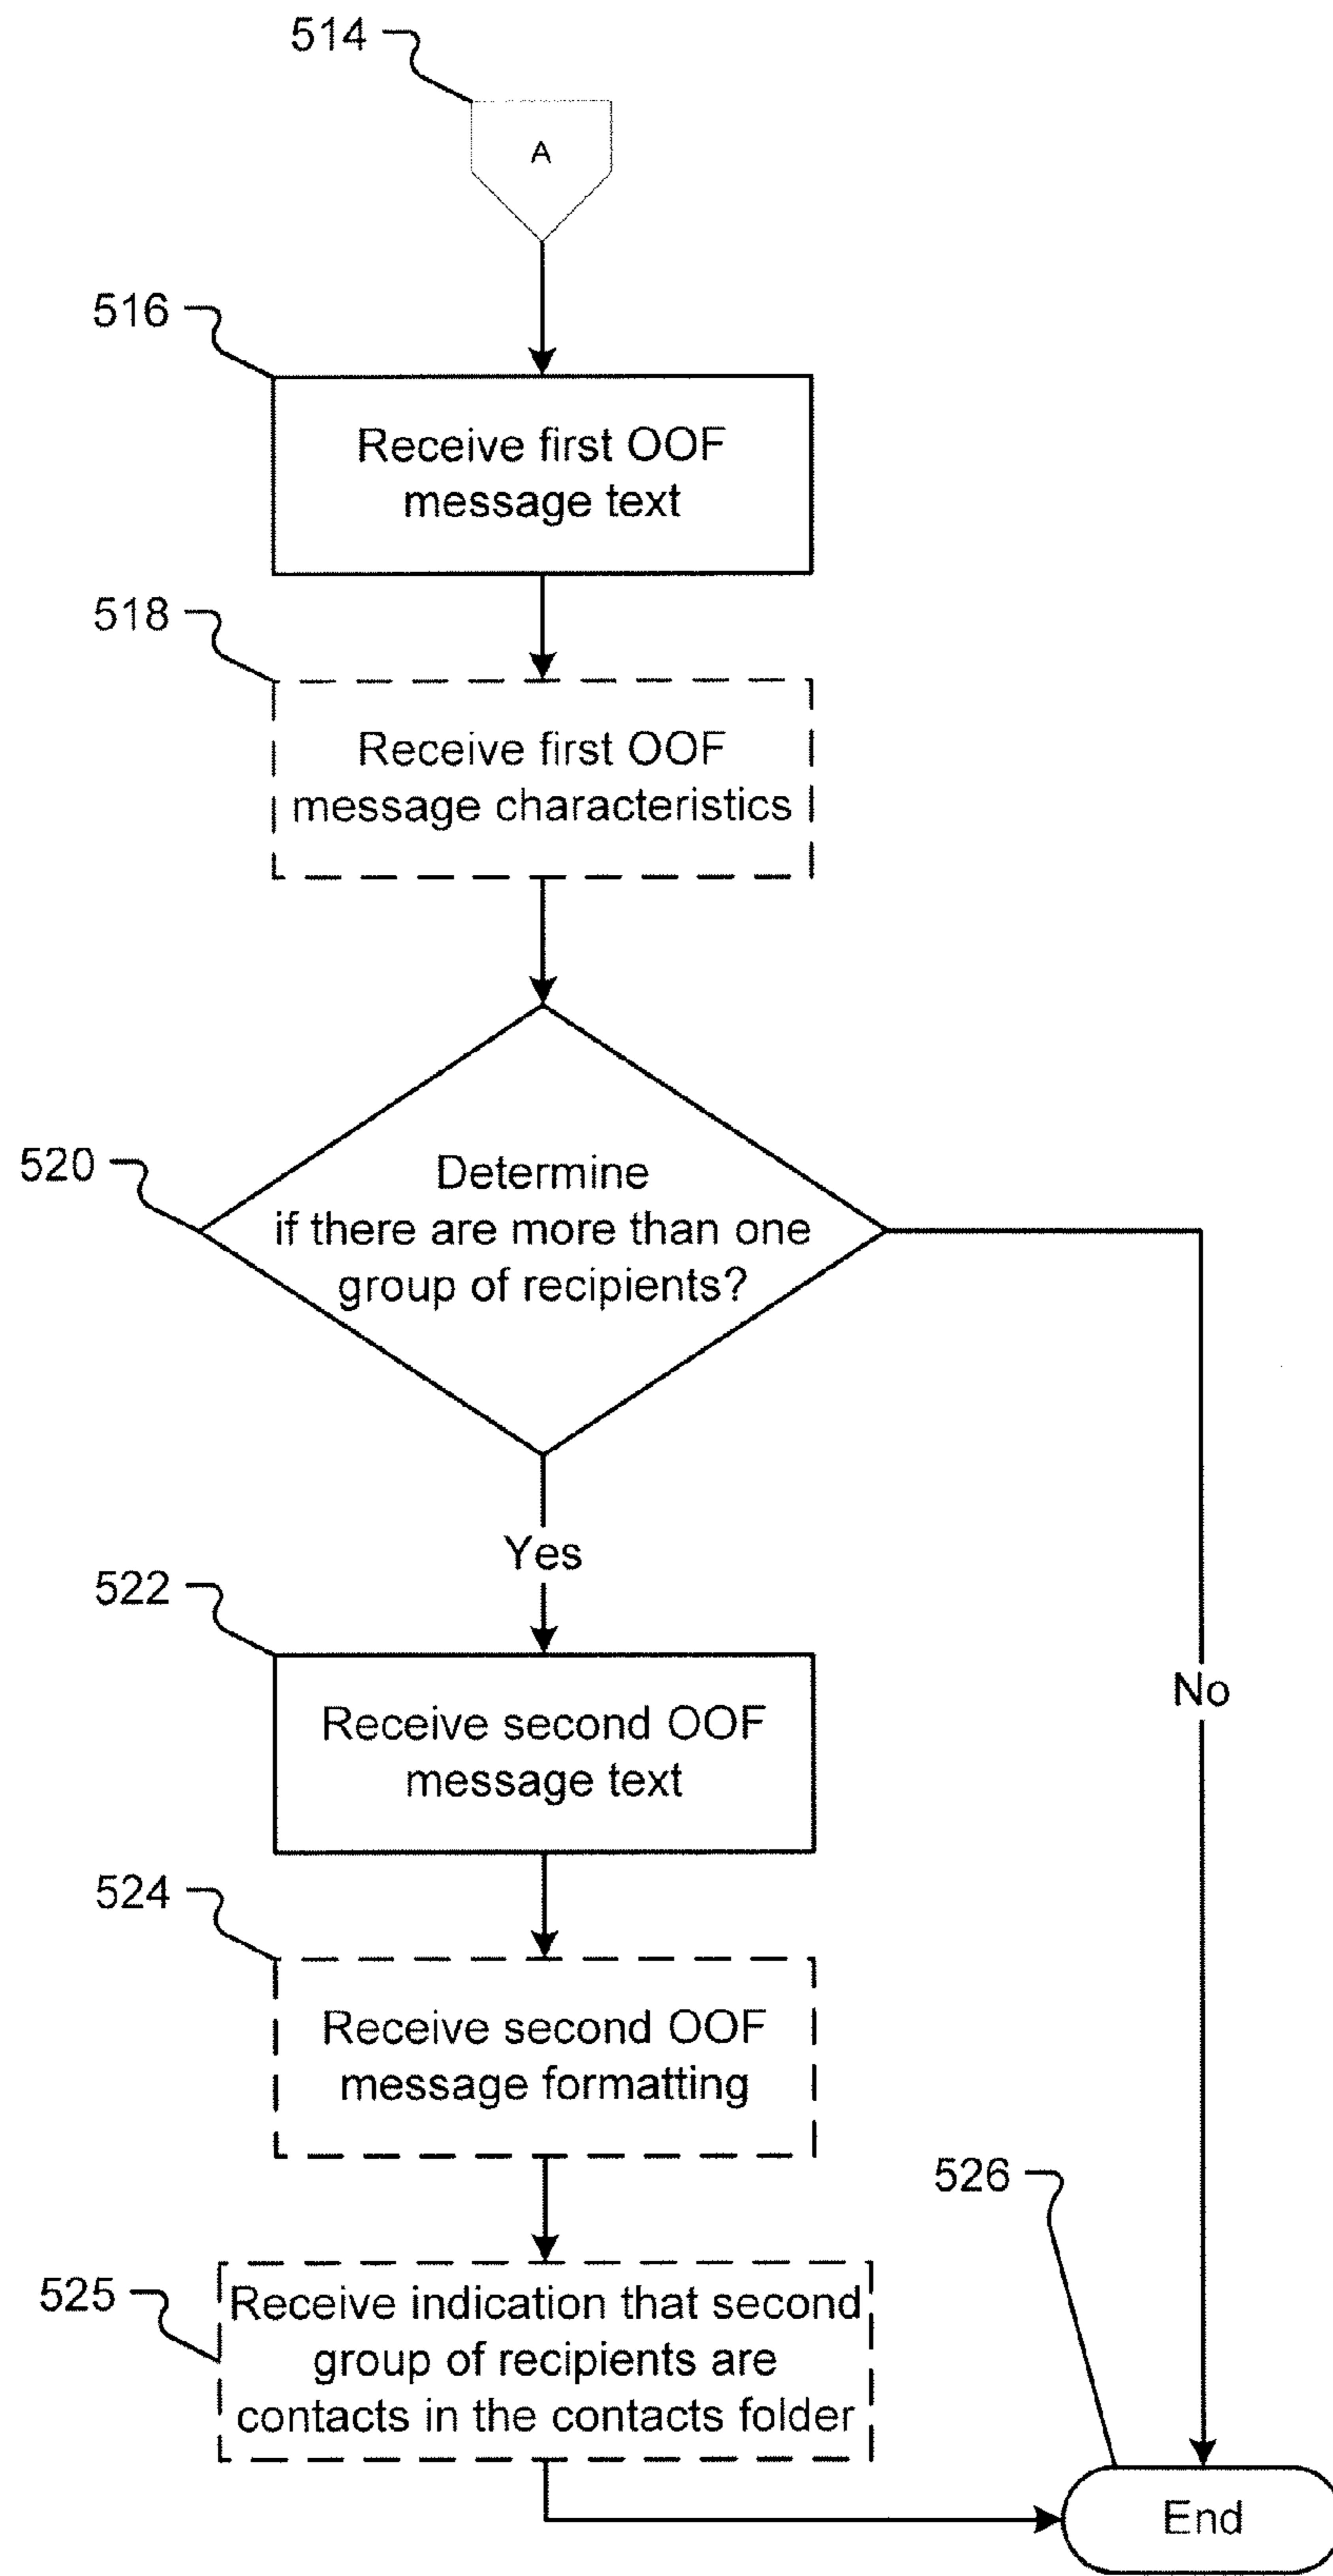 514
A
516
Receive first OOF
message text
518
Receive first OOF
message characteristics
520
Determine
if there are more than one
group of recipients?
Yes
No
522
Receive second OOF
message text
524
Receive second OOF
message formatting
525
Receive indication that second
group of recipients are
contacts in the contacts folder
526
End